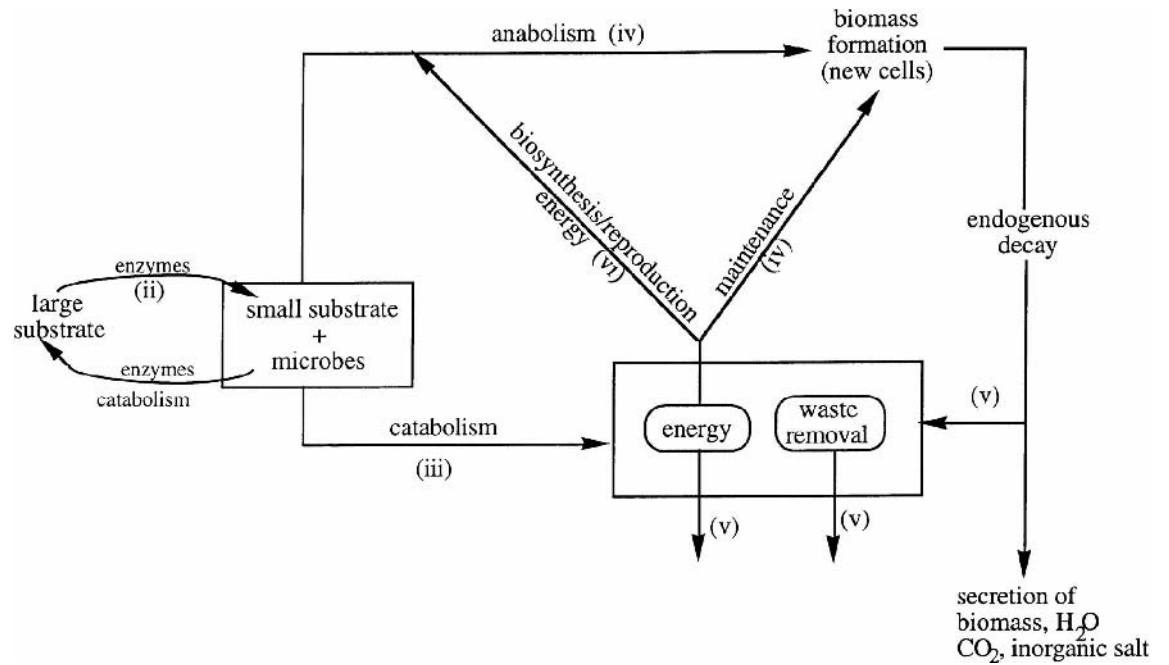 anabolism (iv)
biomass
formation
(new cells)
biosynthesis/reproduction
energy (vi)
maintenance
(iv)
endogenous
decay
enzymes
(ii)
large
substrate
small substrate
+
microbes
enzymes
catabolism
catabolism
(iii)
energy
waste
removal
(v)
(v)
(v)
secretion of
biomass, H₂O
CO₂, inorganic salt